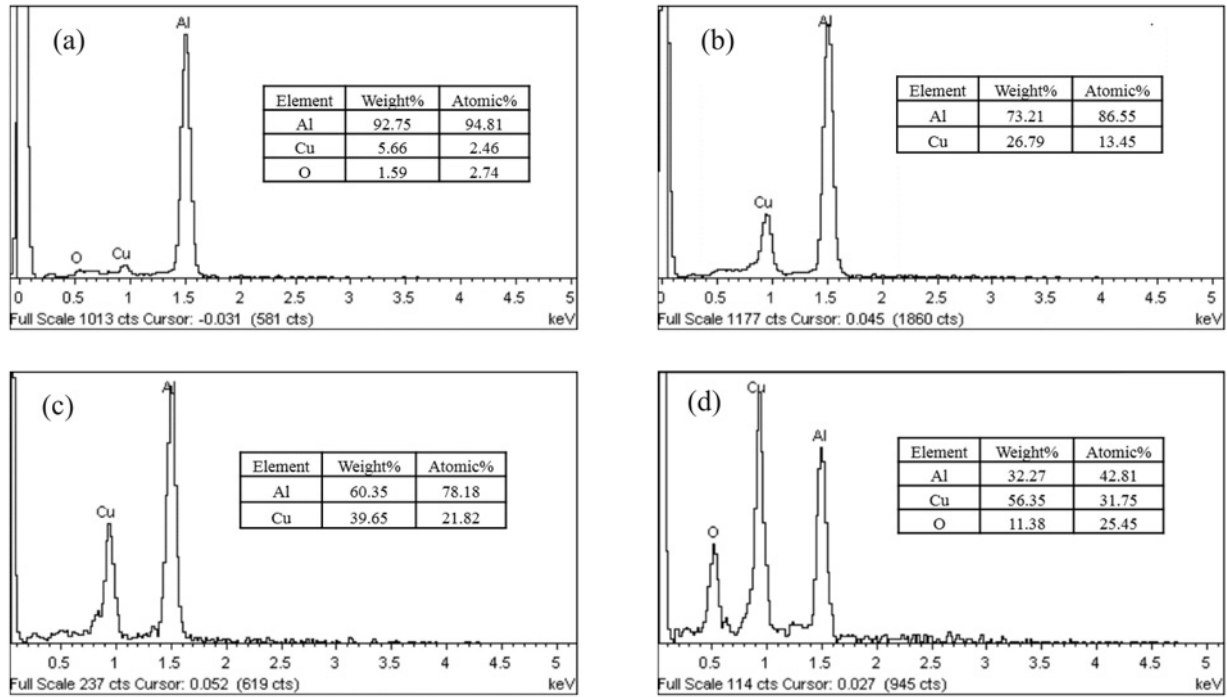 (a)
Al
Element Weight% Atomic%
Al 92.75 94.81
Cu 5.66 2.46
O 1.59 2.74
O
Cu
0 0.5 1 1.5 2 2.5 3 3.5 4 4.5 5
Full Scale 1013 cts Cursor: -0.031 (581 cts) keV
(b)
Al
Element Weight% Atomic%
Al 73.21 86.55
Cu 26.79 13.45
Cu
0 0.5 1 1.5 2 2.5 3 3.5 4 4.5 5
Full Scale 1177 cts Cursor: 0.045 (1860 cts) keV
(c)
Al
Element Weight% Atomic%
Al 60.35 78.18
Cu 39.65 21.82
Cu
0.5 1 1.5 2 2.5 3 3.5 4 4.5 5
Full Scale 237 cts Cursor: 0.052 (619 cts) keV
(d)
Cu
Al
Element Weight% Atomic%
Al 32.27 42.81
Cu 56.35 31.75
O 11.38 25.45
O
0.5 1 1.5 2 2.5 3 3.5 4 4.5 5
Full Scale 114 cts Cursor: 0.027 (945 cts) keV